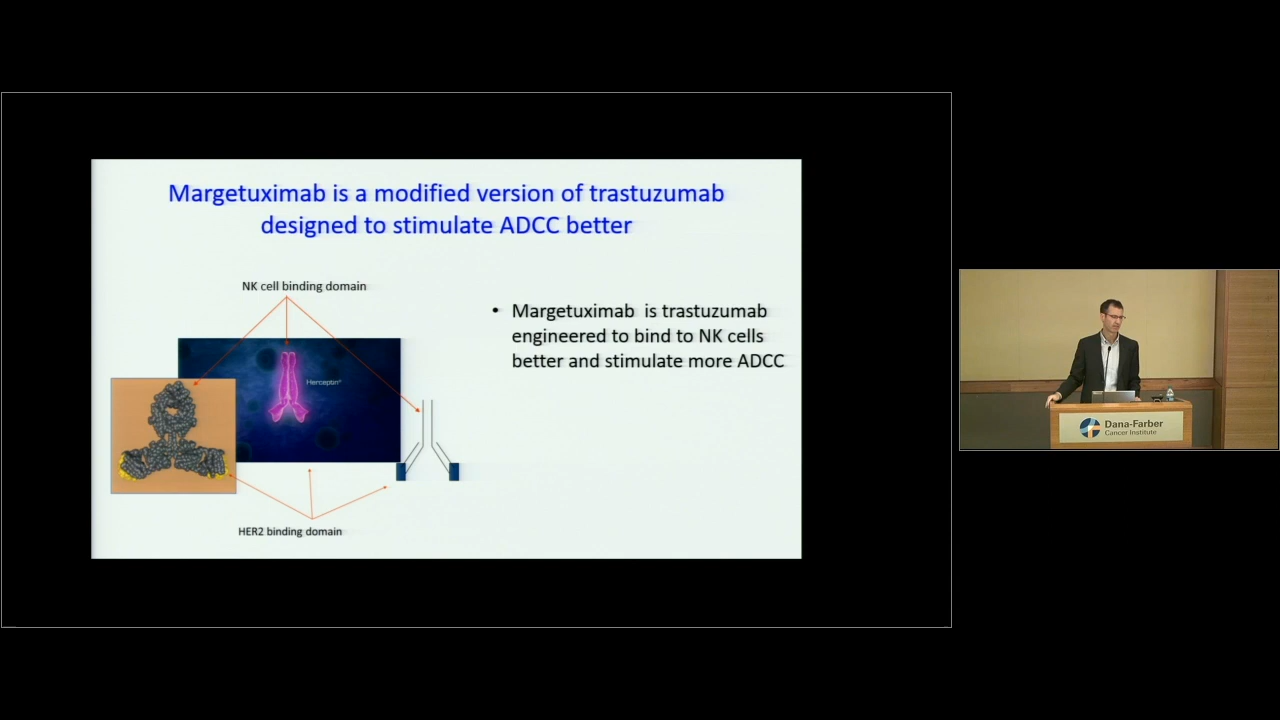 Margetuximab is a modified version of trastuzumab
designed to stimulate ADCC better
NK cell binding domain
• Margetuximab is trastuzumab
engineered to bind to NK cells
better and stimulate more ADCC
Herceptin®
HER2 binding domain
Dana-Farber
Cancer Institute